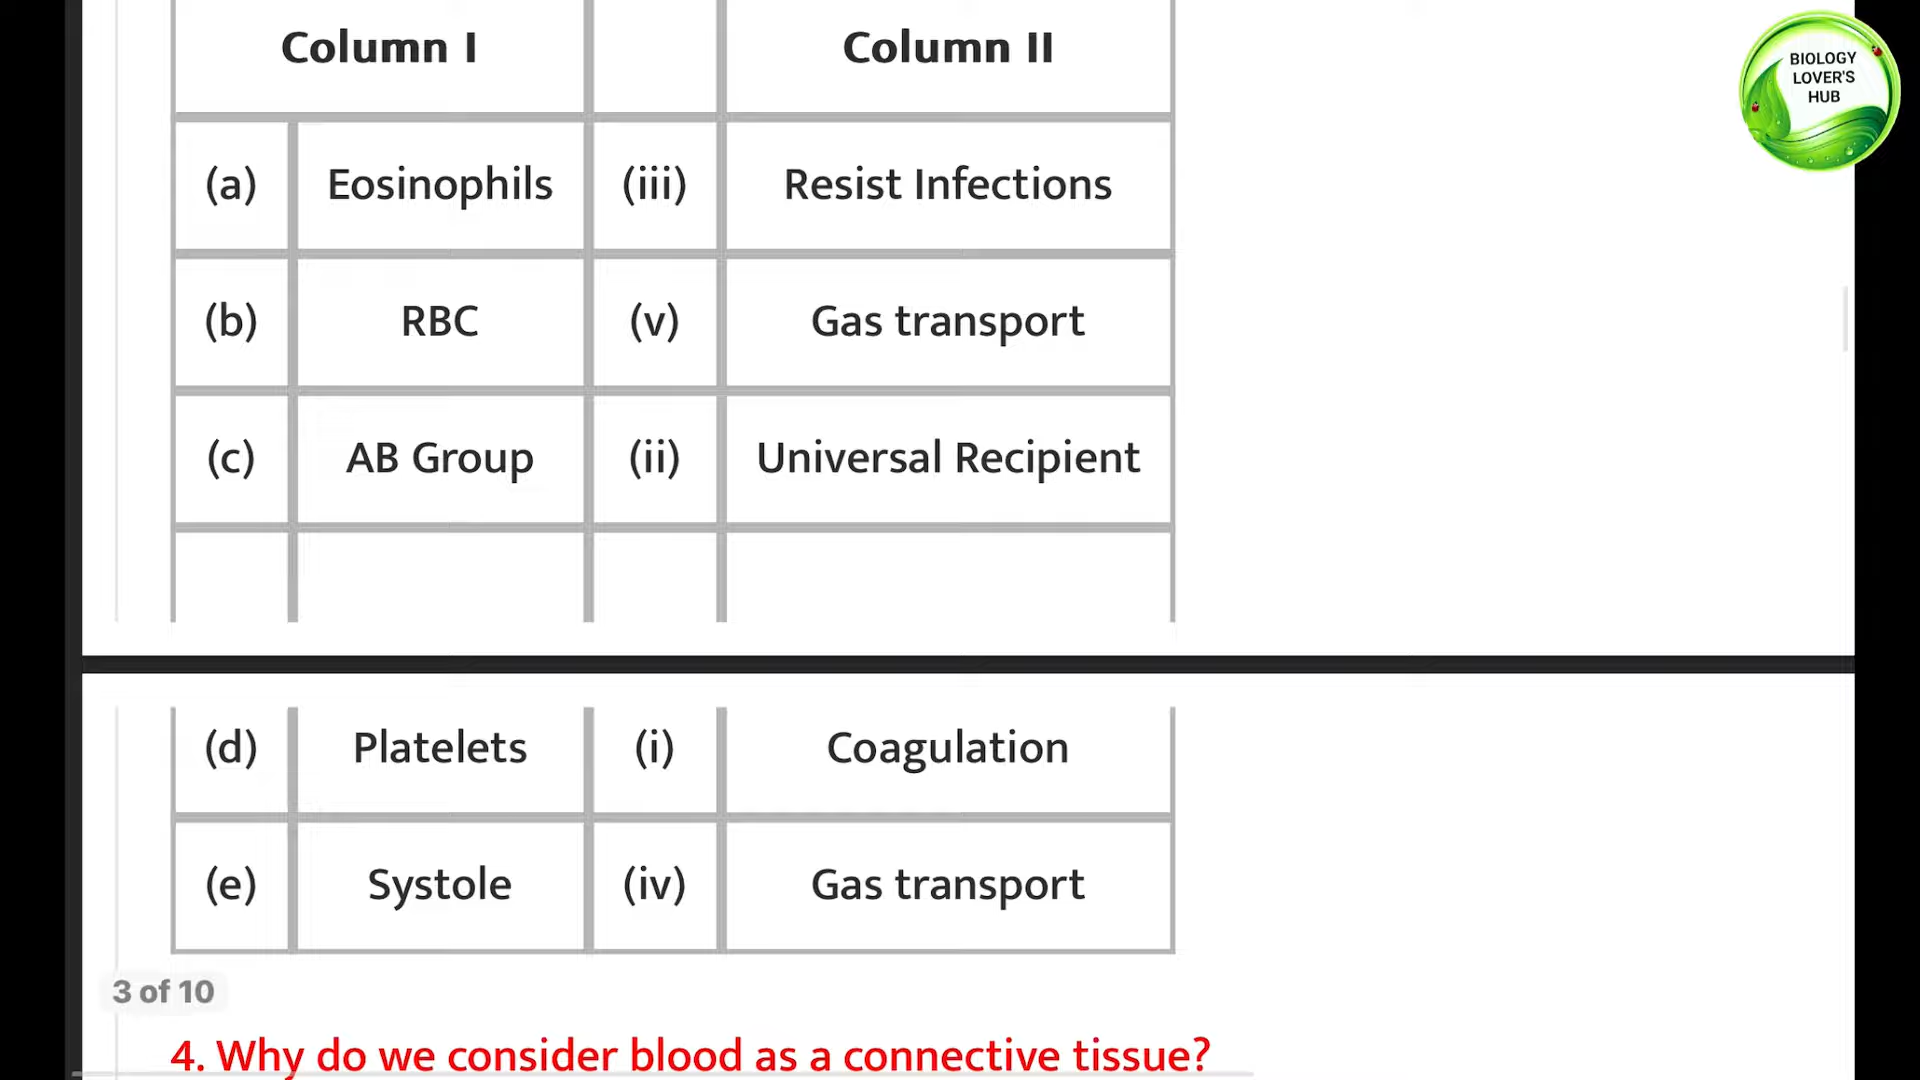 Column I Column II
BIOLOGY
LOVER'S
HUB
(a) Eosinophils (iii) Resist Infections
(b) RBC (v) Gas transport
(c) AB Group (ii) Universal Recipient
(d) Platelets (i) Coagulation
(e) Systole (iv) Gas transport
3 of 10
4. Why do we consider blood as a connective tissue?